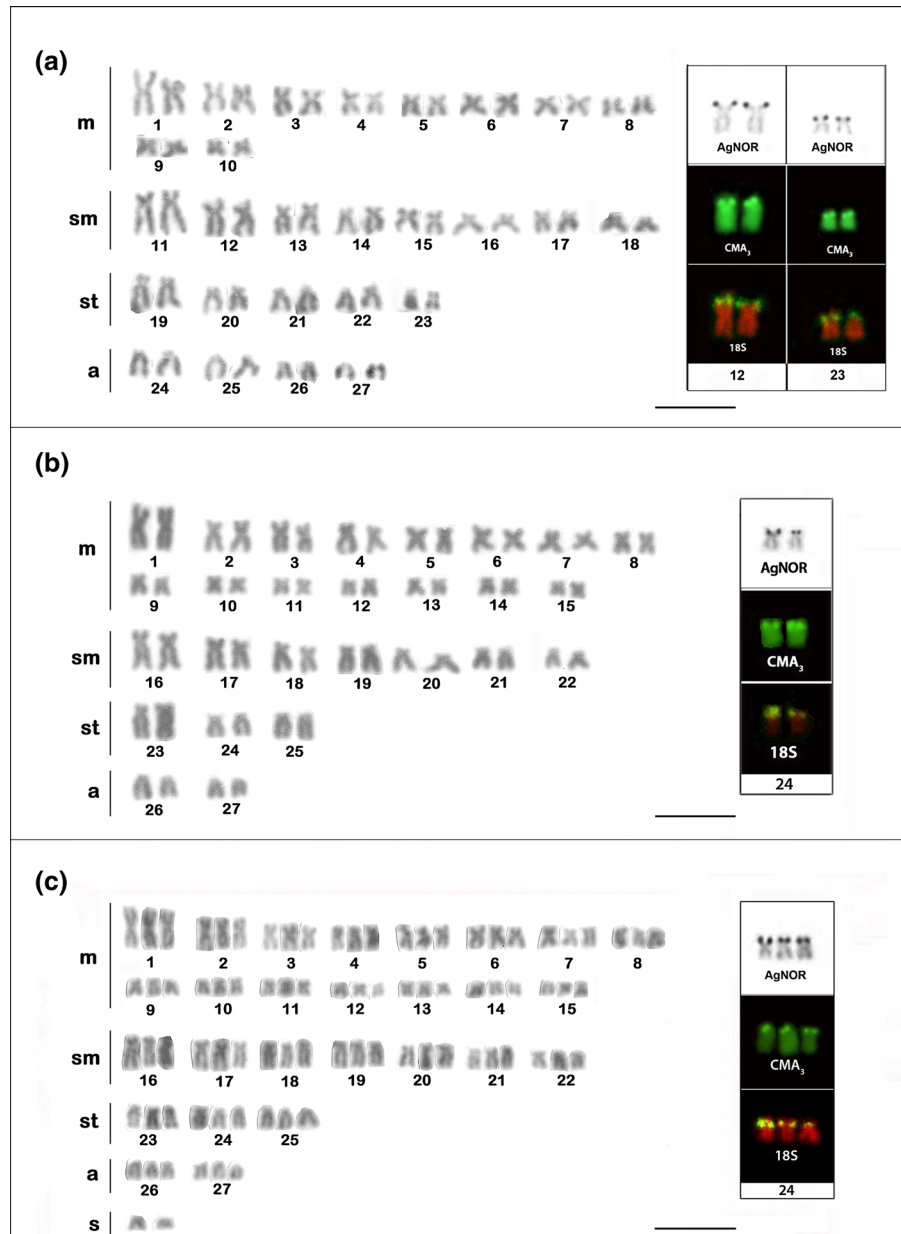 (a)
m
1 2 3 4 5 6 7 8
9 10
sm
11 12 13 14 15 16 17 18
st
19 20 21 22 23
a
24 25 26 27
AgNOR AgNOR
CMA₃ CMA₃
18S 18S
12 23
(b)
m
1 2 3 4 5 6 7 8
9 10 11 12 13 14 15
sm
16 17 18 19 20 21 22
st
23 24 25
a
26 27
AgNOR
CMA₃
18S
24
(c)
m
1 2 3 4 5 6 7 8
9 10 11 12 13 14 15
sm
16 17 18 19 20 21 22
st
23 24 25
a
26 27
s
AgNOR
CMA₃
18S
24